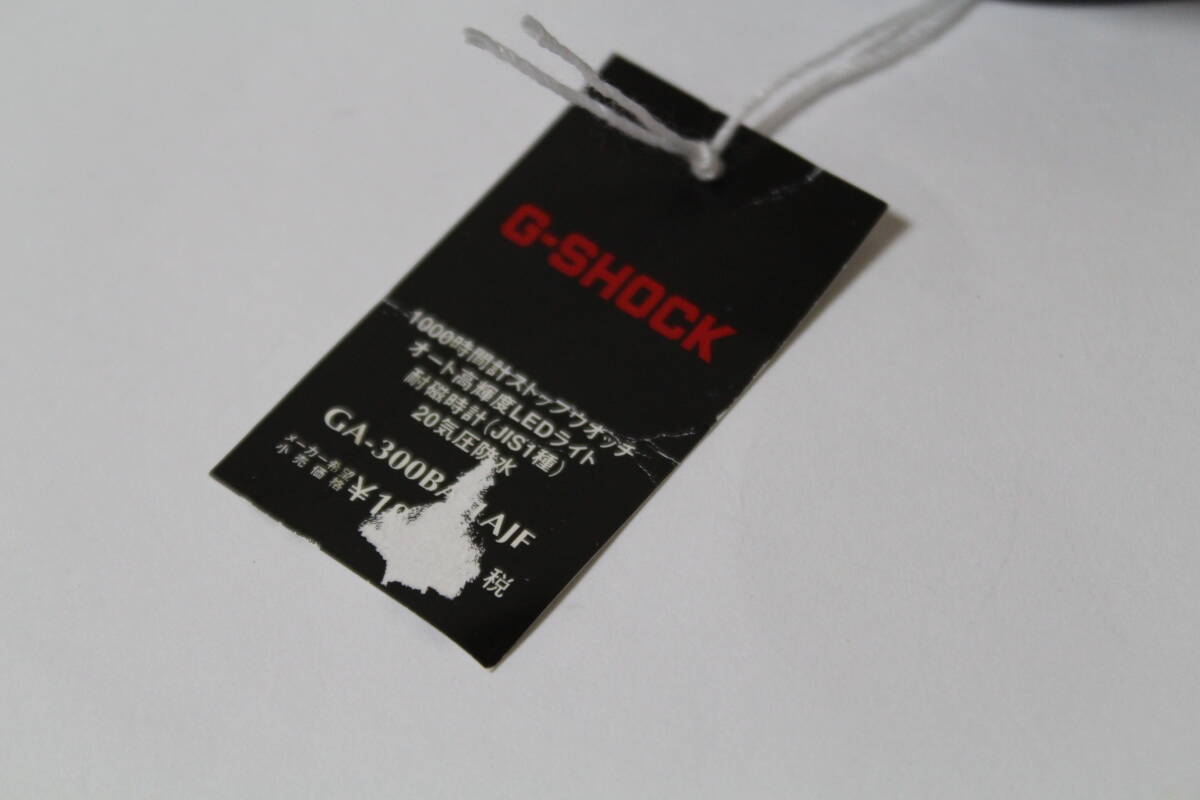 G-SHOCK
1000時間計ストップウオッチ
オート高輝度LEDライト
耐磁時計(JIS1種)
20気圧防水
GA-300BA 1AJF
メーカー希望
小売価格 ¥18 税